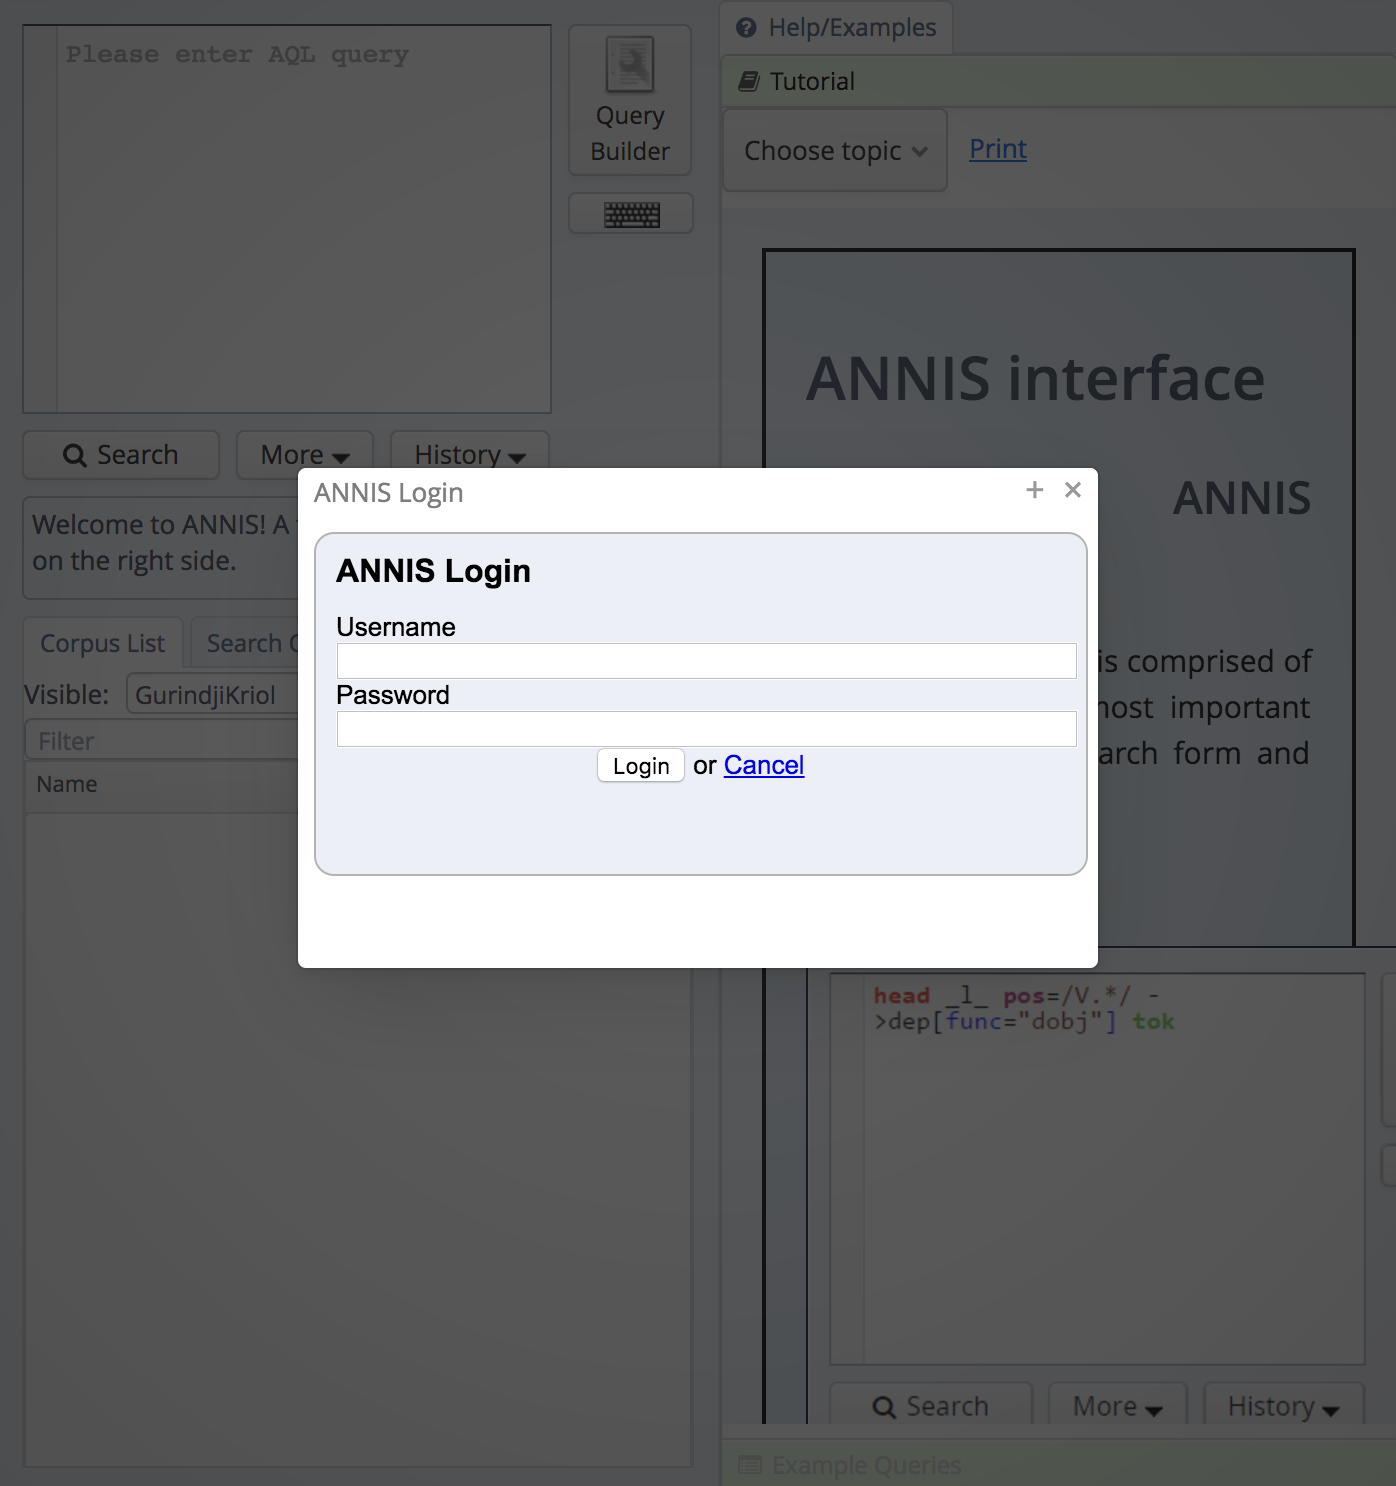 Please enter AQL query
Query
Builder
Search
More
History
Welcome to ANNIS! A
on the right side.
Corpus List
Search
Visible:
GurindjiKriol
Filter
Name
Help/Examples
Tutorial
Choose topic
Print
ANNIS interface
ANNIS
is comprised of
important
form and
ANNIS Login
ANNIS Login
Username
Password
Login or Cancel
head _l_ pos=/V.*/ -
>dep[func="dobj"] tok
Search
More
History
Example Queries